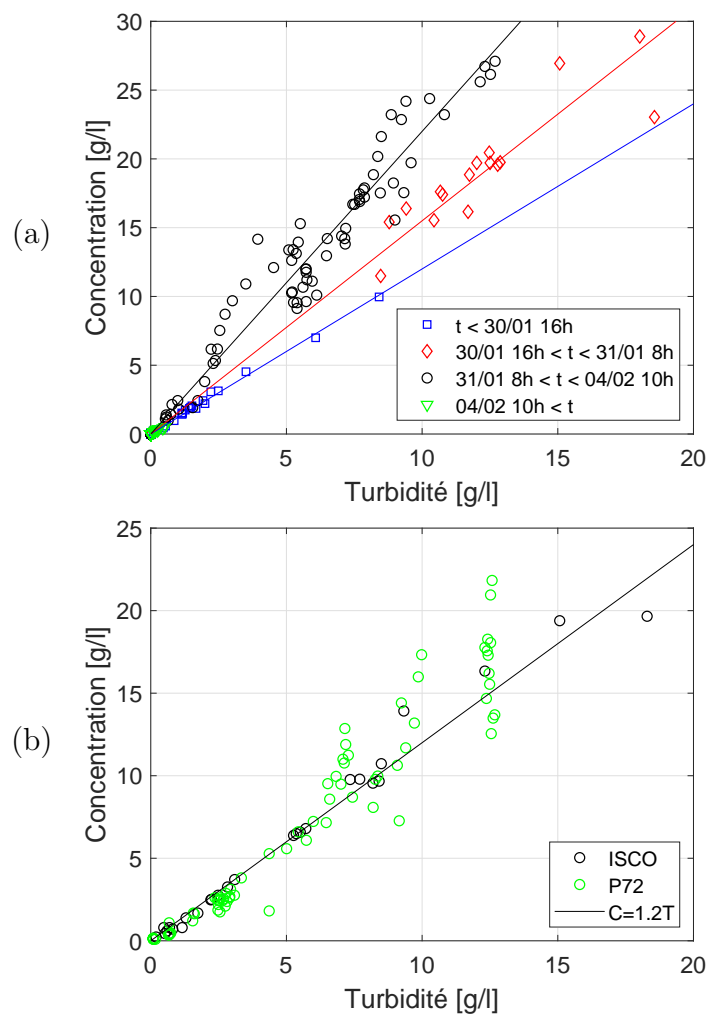 (a)
Concentration [g/l]
30
25
20
15
10
5
0
0 5 10 15 20
Turbidité [g/l]
t < 30/01 16h
30/01 16h < t < 31/01 8h
31/01 8h < t < 04/02 10h
04/02 10h < t
(b)
Concentration [g/l]
25
20
15
10
5
0
0 5 10 15 20
Turbidité [g/l]
ISCO
P72
C=1.2T